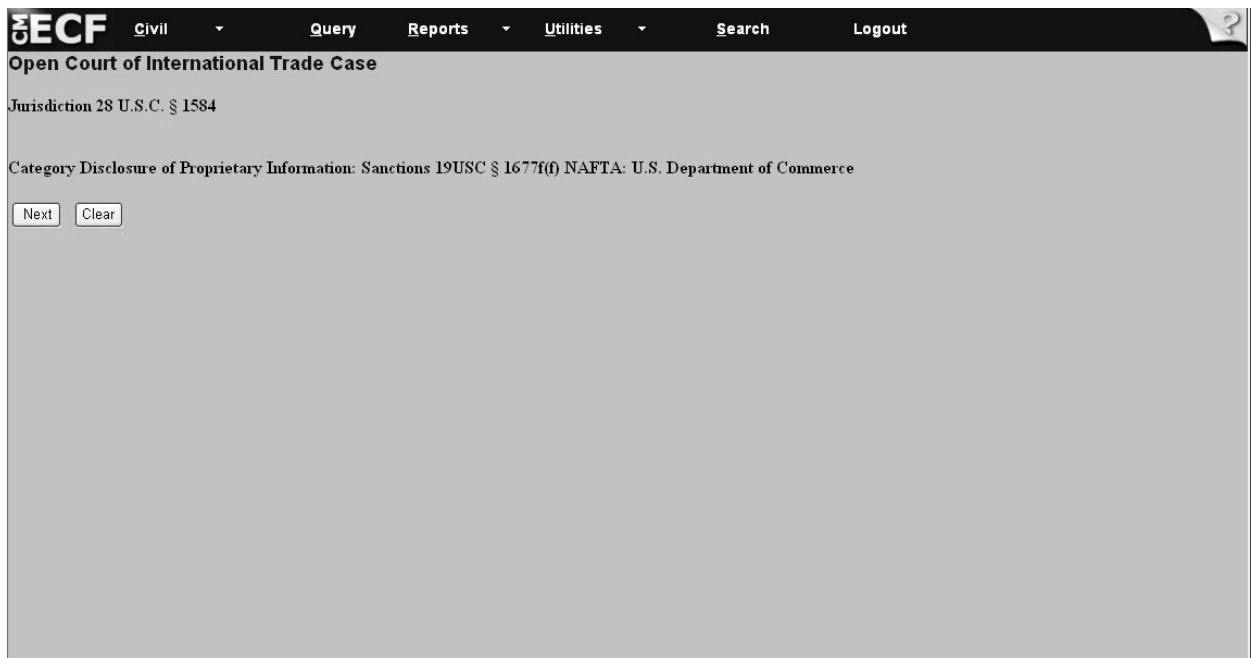 CM ECF Civil Query Reports Utilities Search Logout ?
Open Court of International Trade Case
Jurisdiction 28 U.S.C. § 1584
Category Disclosure of Proprietary Information: Sanctions 19USC § 1677f(f) NAFTA: U.S. Department of Commerce
Next Clear